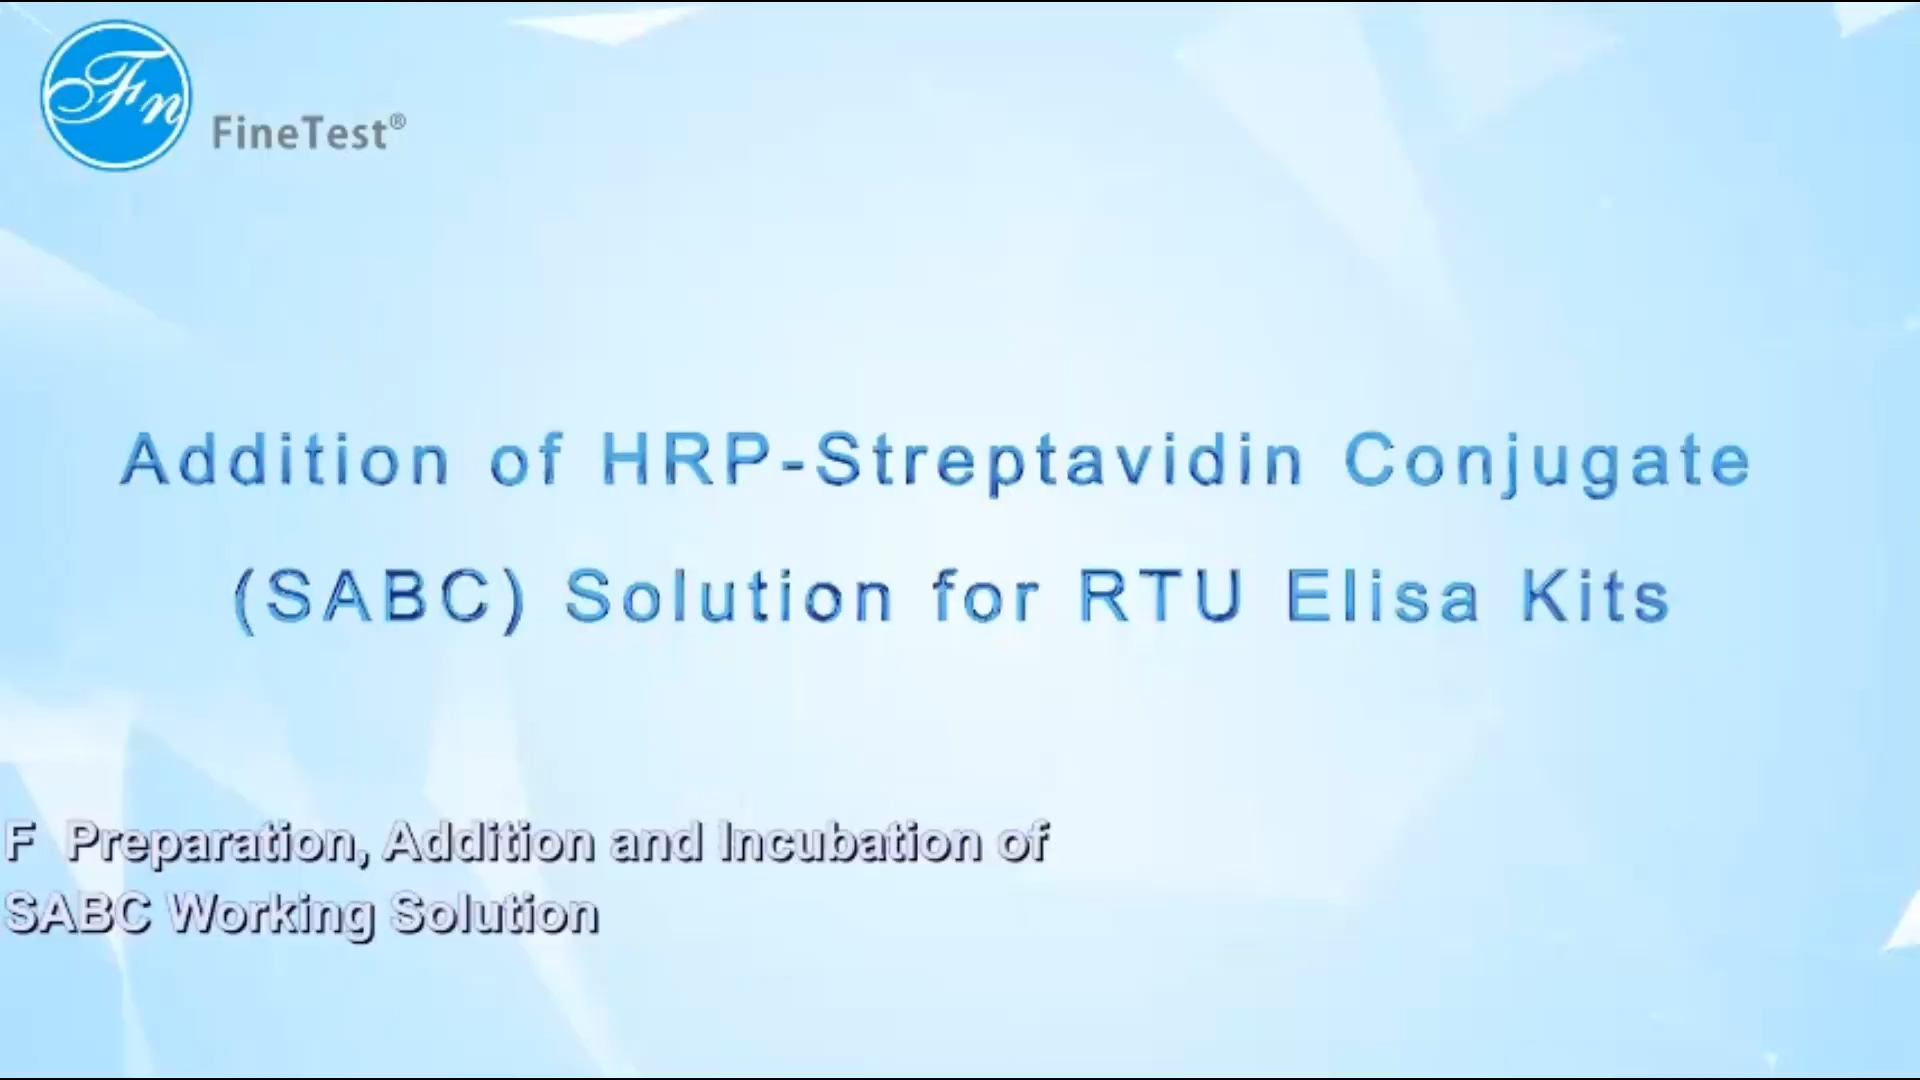 Fn
FineTest®
Addition of HRP-Streptavidin Conjugate
(SABC) Solution for RTU Elisa Kits
F Preparation, Addition and Incubation of
SABC Working Solution